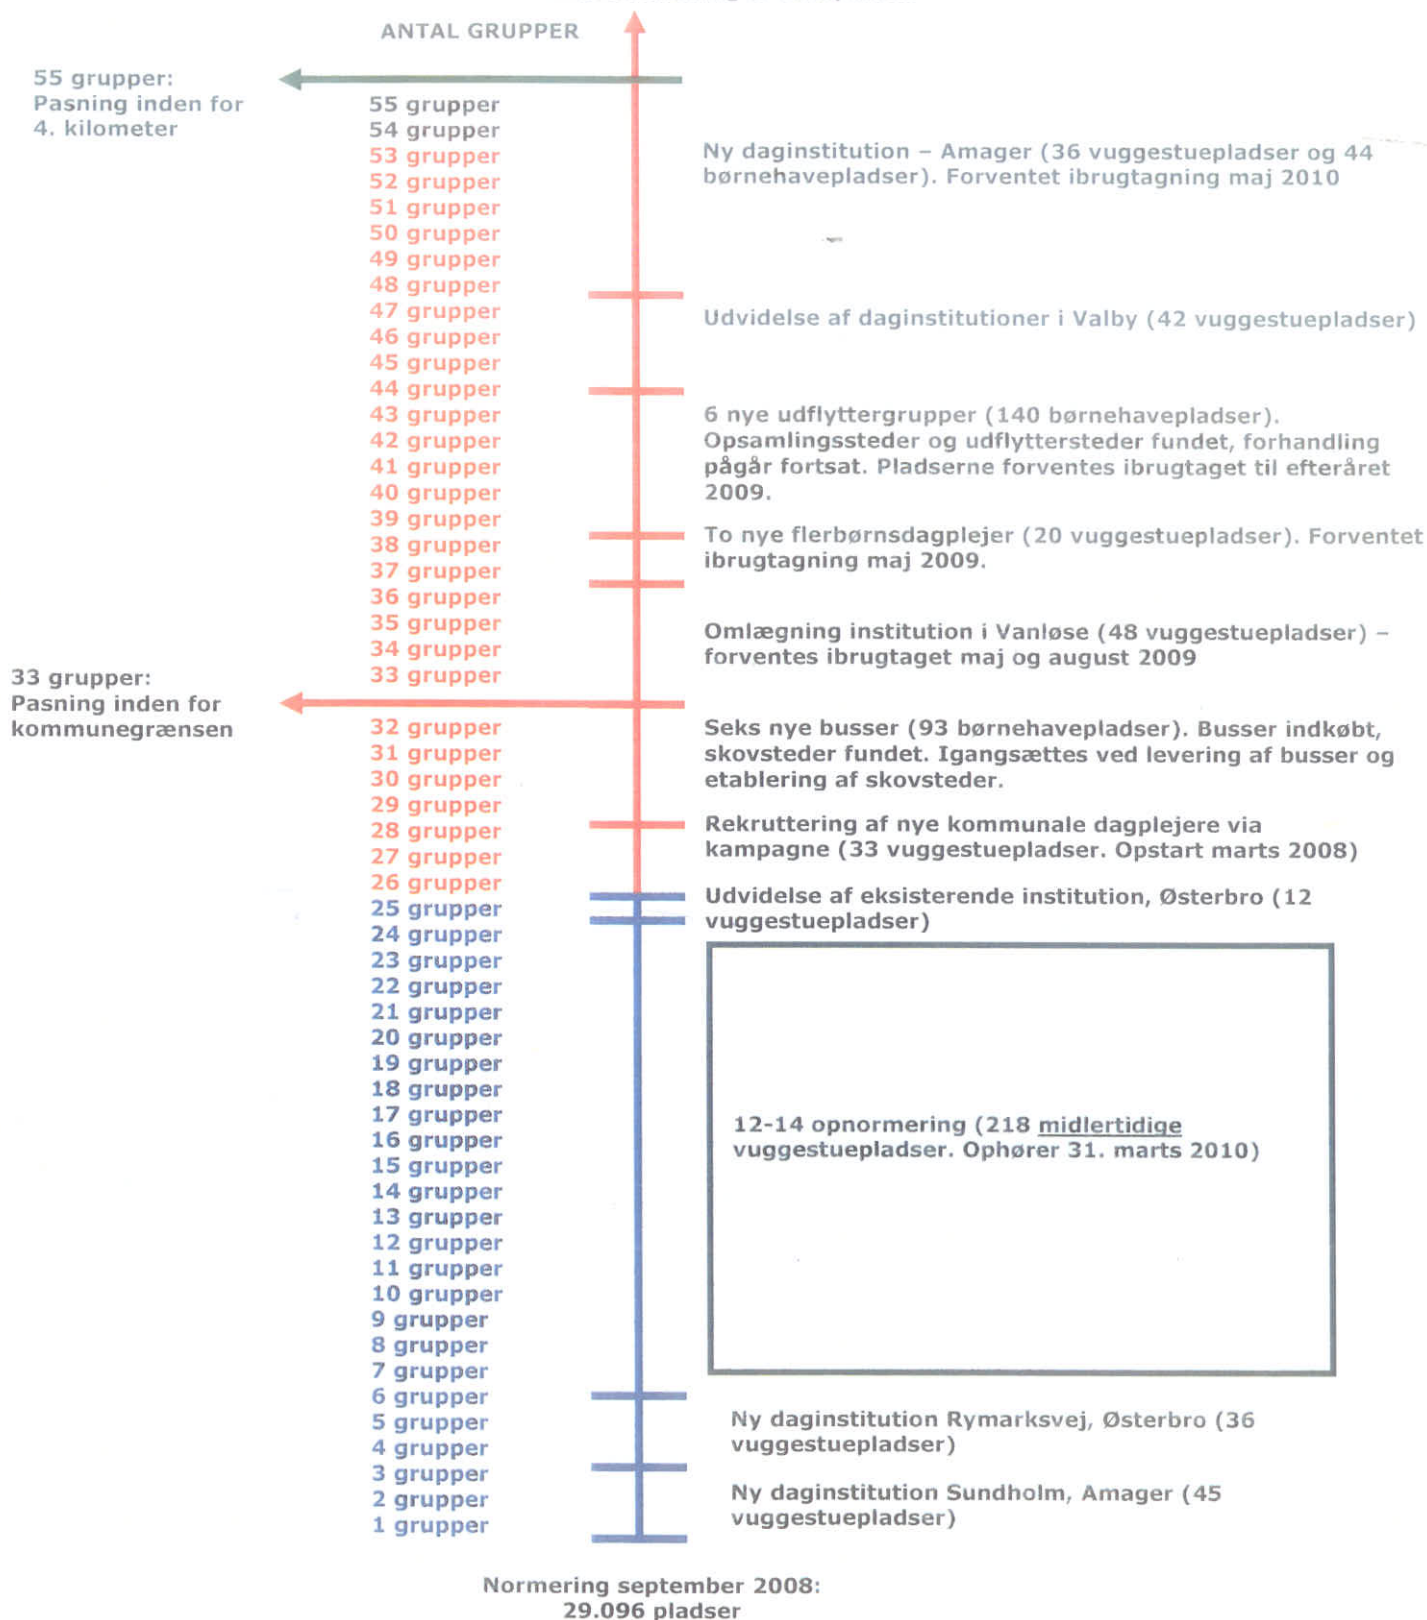 ANTAL GRUPPER
55 grupper:
Pasning inden for
4. kilometer
55 grupper
54 grupper
53 grupper
52 grupper
51 grupper
50 grupper
49 grupper
48 grupper
47 grupper
46 grupper
45 grupper
44 grupper
43 grupper
42 grupper
41 grupper
40 grupper
39 grupper
38 grupper
37 grupper
36 grupper
35 grupper
34 grupper
33 grupper
33 grupper:
Pasning inden for
kommunegrænsen
32 grupper
31 grupper
30 grupper
29 grupper
28 grupper
27 grupper
26 grupper
25 grupper
24 grupper
23 grupper
22 grupper
21 grupper
20 grupper
19 grupper
18 grupper
17 grupper
16 grupper
15 grupper
14 grupper
13 grupper
12 grupper
11 grupper
10 grupper
9 grupper
8 grupper
7 grupper
6 grupper
5 grupper
4 grupper
3 grupper
2 grupper
1 grupper
Ny daginstitution – Amager (36 vuggestuepladser og 44
børnehavepladser). Forventet ibrugtagning maj 2010
Udvidelse af daginstitutioner i Valby (42 vuggestuepladser)
6 nye udflyttergrupper (140 børnehavepladser).
Opsamlingssteder og udflyttersteder fundet, forhandling
pågår fortsat. Pladserne forventes ibrugtaget til efteråret
2009.
To nye flerbørnsdagplejer (20 vuggestuepladser). Forventet
ibrugtagning maj 2009.
Omlægning institution i Vanløse (48 vuggestuepladser) –
forventes ibrugtaget maj og august 2009
Seks nye busser (93 børnehavepladser). Busser indkøbt,
skovsteder fundet. Igangsættes ved levering af busser og
etablering af skovsteder.
Rekruttering af nye kommunale dagplejere via
kampagne (33 vuggestuepladser. Opstart marts 2008)
Udvidelse af eksisterende institution, Østerbro (12
vuggestuepladser)
12-14 opnormering (218 midlertidige
vuggestuepladser. Ophører 31. marts 2010)
Ny daginstitution Rymarksvej, Østerbro (36
vuggestuepladser)
Ny daginstitution Sundholm, Amager (45
vuggestuepladser)
Normering september 2008:
29.096 pladser